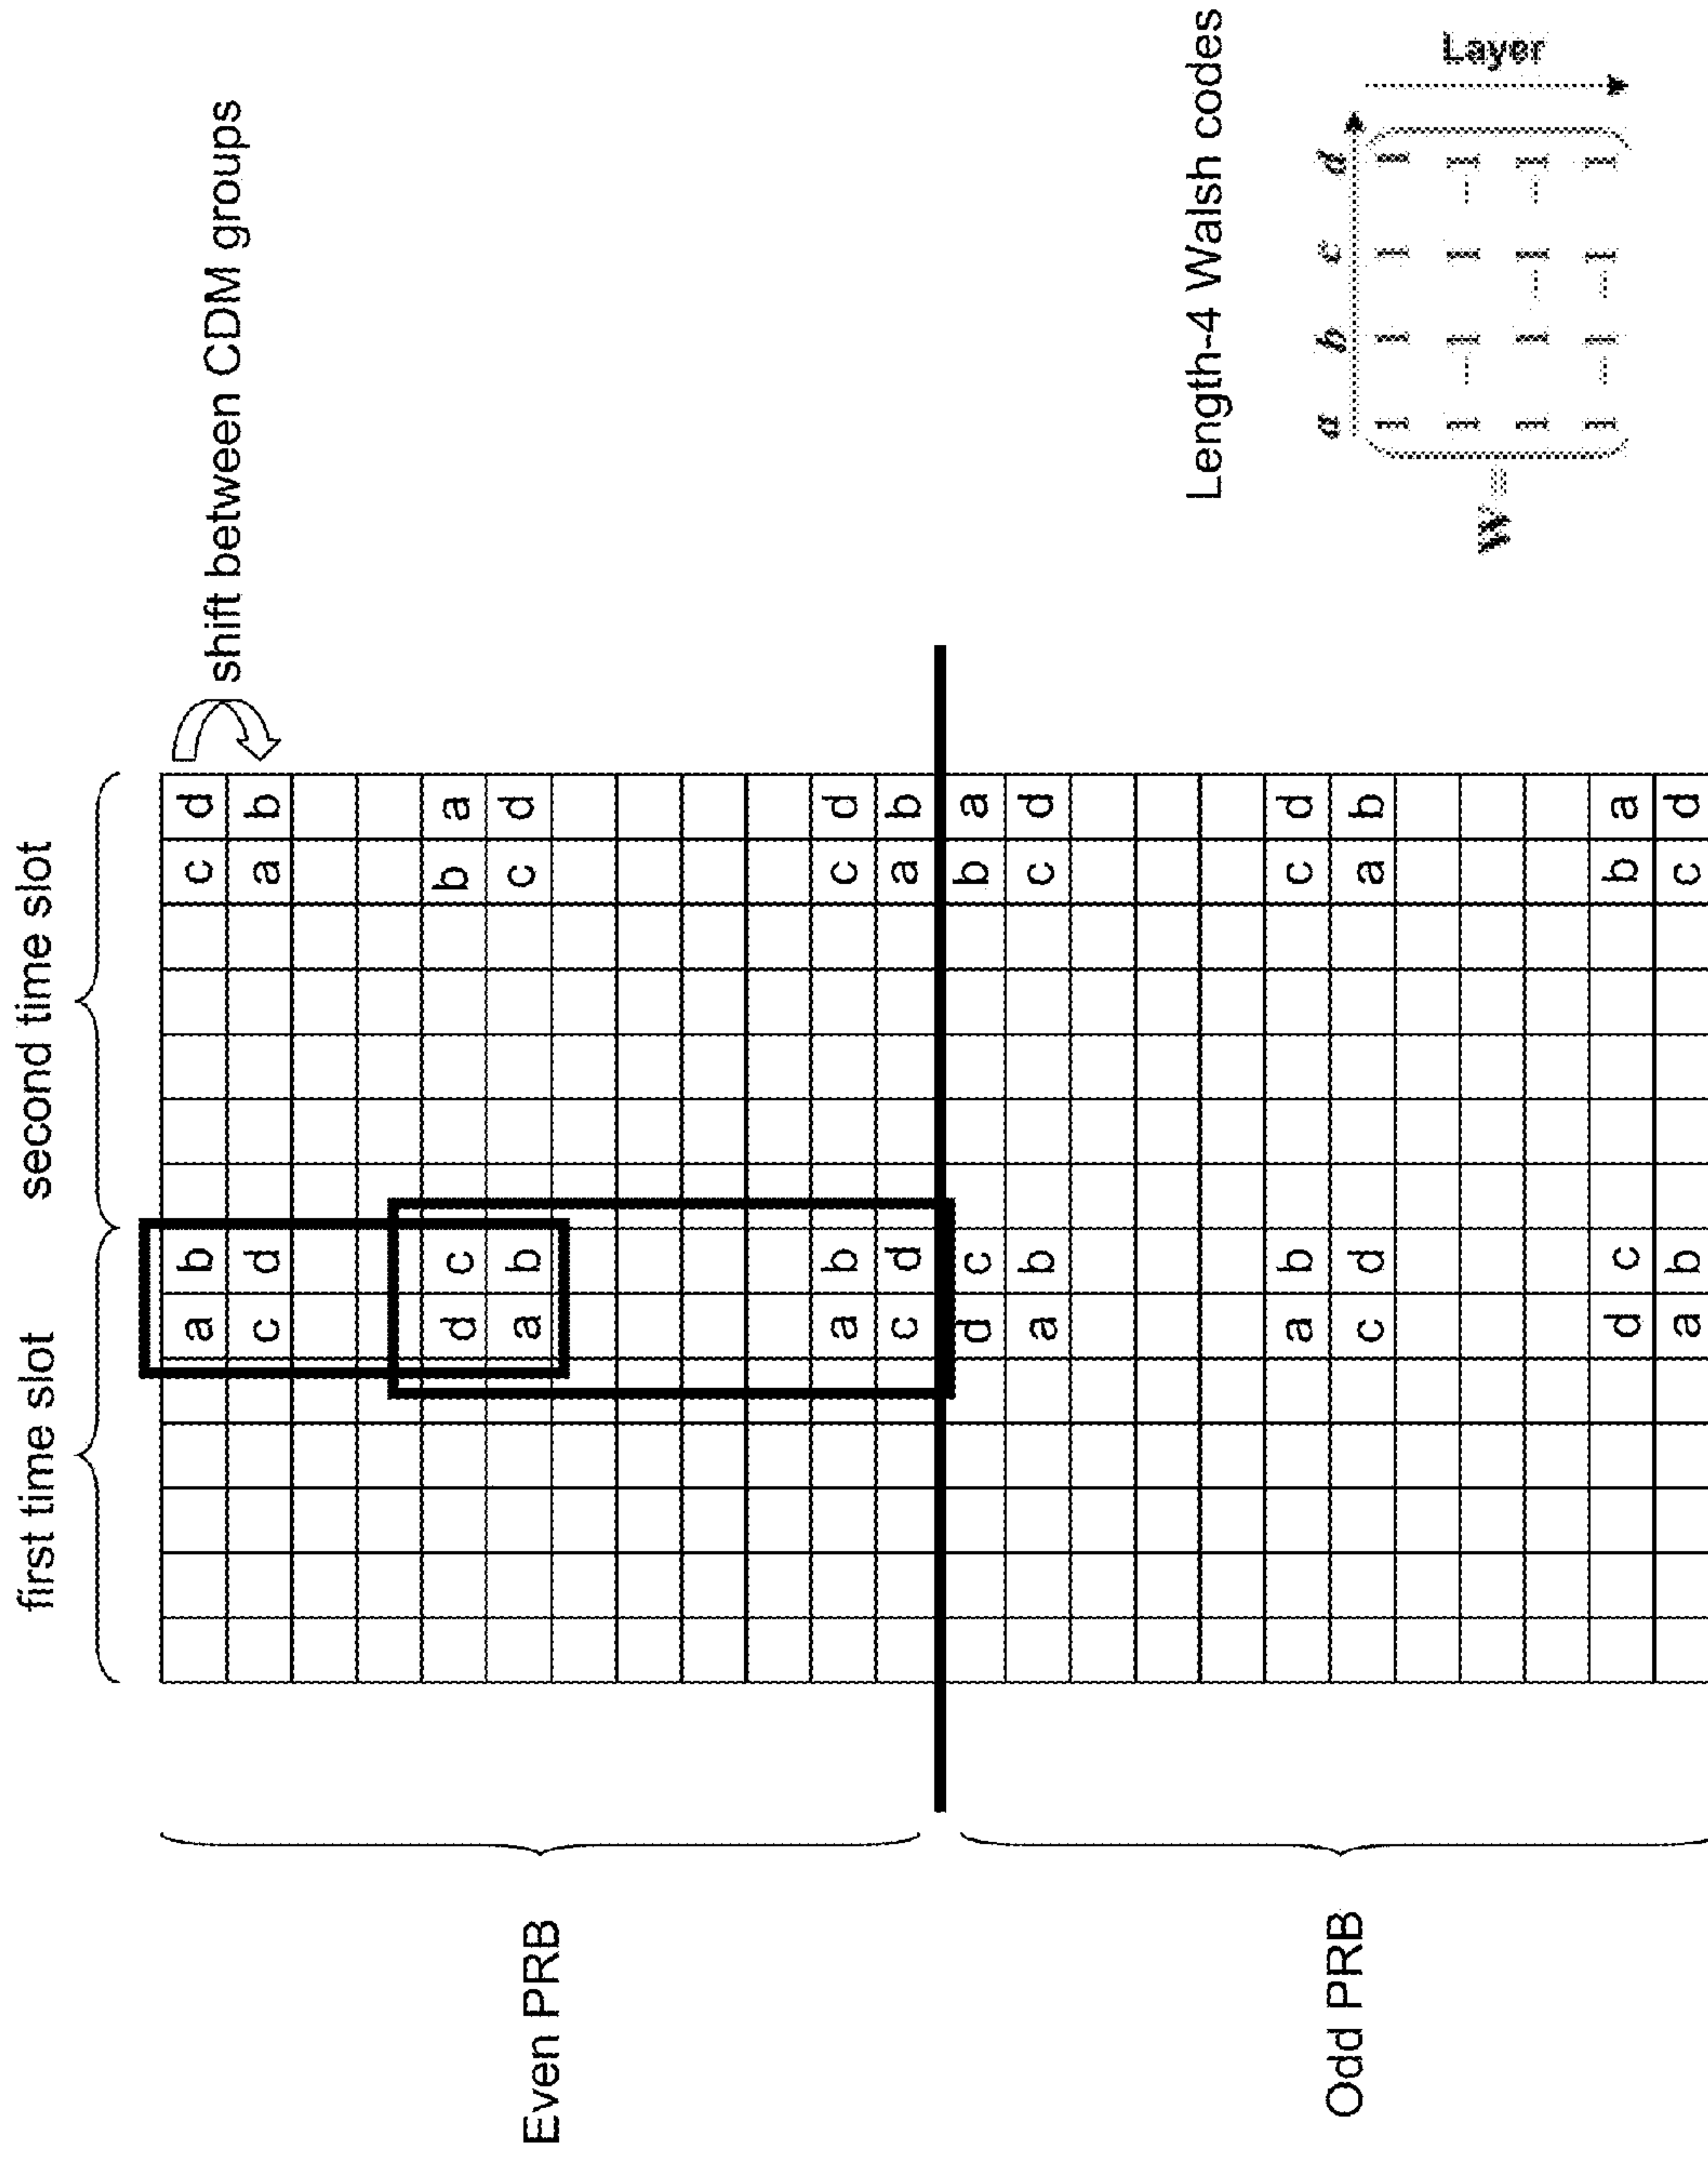 first time slot second time slot
a b c d
c d a b
shift between CDM groups
d c b a
a b c d
Even PRB
a b c d
c d a b
d c b a
a b c d
Length-4 Walsh codes
a b c d
a b c d
Odd PRB
c d a b
1 1 1 1
1 -1 1 -1
W =
Layer
1 1 -1 -1
1 -1 -1 1
d c b a
a b c d